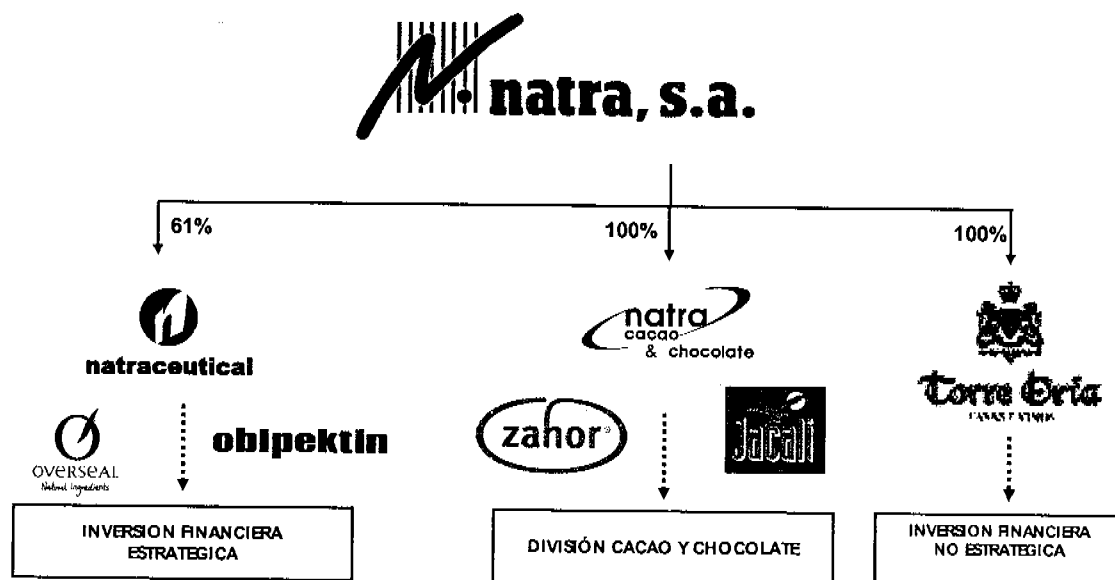 natra, s.a.
61%
100%
100%
natraceutical
natra
cacao
& chocolate
Torre Oria
OVERSEAL
Natural Ingredients
obipektin
zahor®
Jacali
INVERSION FINANCIERA
ESTRATEGICA
DIVISIÓN CACAO Y CHOCOLATE
INVERSION FINANCIERA
NO ESTRATEGICA